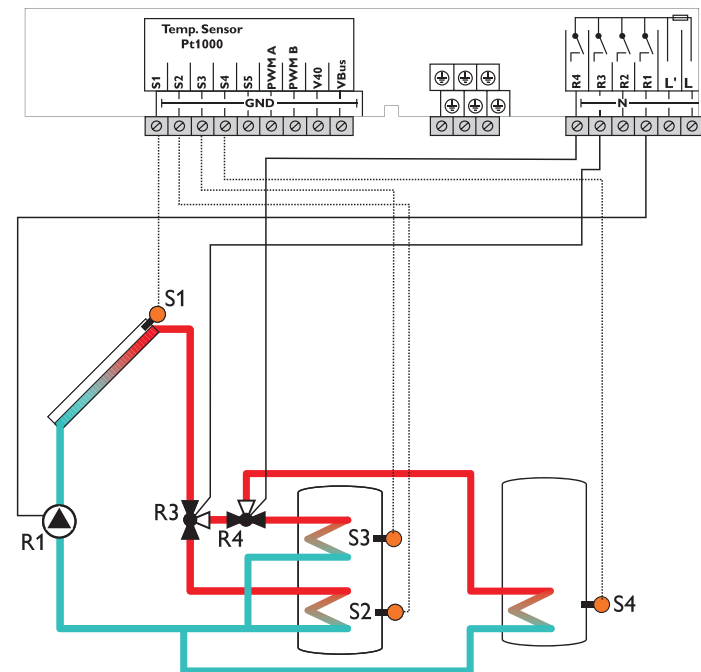 Temp. Sensor
Pt1000
S1
S2
S3
S4
S5
PWM A
PWM B
V40
VBus
GND
R4
R3
R2
R1
L'
L
N
S1
R3
R4
R1
S3
S2
S4